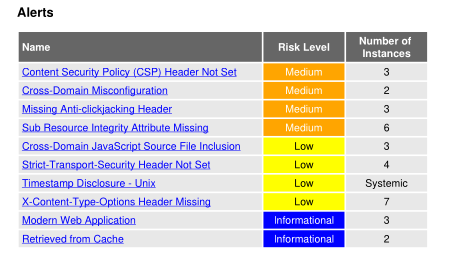 Alerts
Name Risk Level Number of Instances
Content Security Policy (CSP) Header Not Set Medium 3
Cross-Domain Misconfiguration Medium 2
Missing Anti-clickjacking Header Medium 3
Sub Resource Integrity Attribute Missing Medium 6
Cross-Domain JavaScript Source File Inclusion Low 3
Strict-Transport-Security Header Not Set Low 4
Timestamp Disclosure - Unix Low Systemic
X-Content-Type-Options Header Missing Low 7
Modern Web Application Informational 3
Retrieved from Cache Informational 2